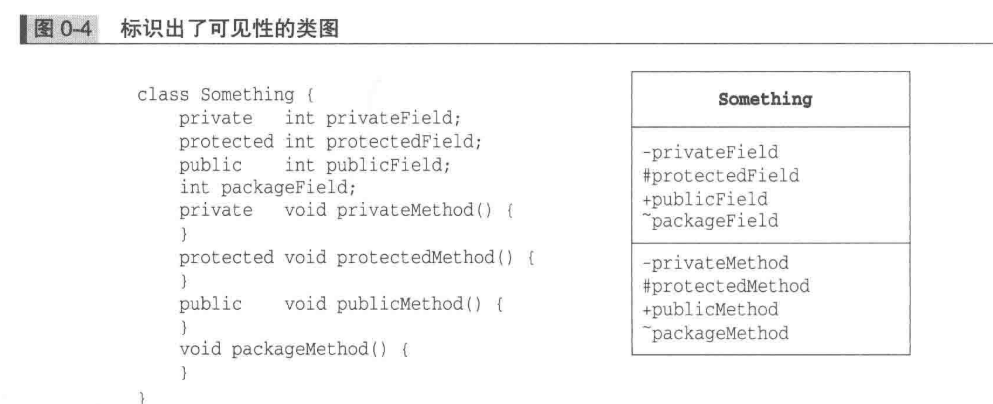 图 0-4 标识出了可见性的类图
class Something {
private int privateField;
protected int protectedField;
public int publicField;
int packageField;
private void privateMethod() {
}
protected void protectedMethod() {
}
public void publicMethod() {
}
void packageMethod() {
}
}
Something
-privateField
#protectedField
+publicField
~packageField
-privateMethod
#protectedMethod
+publicMethod
~packageMethod